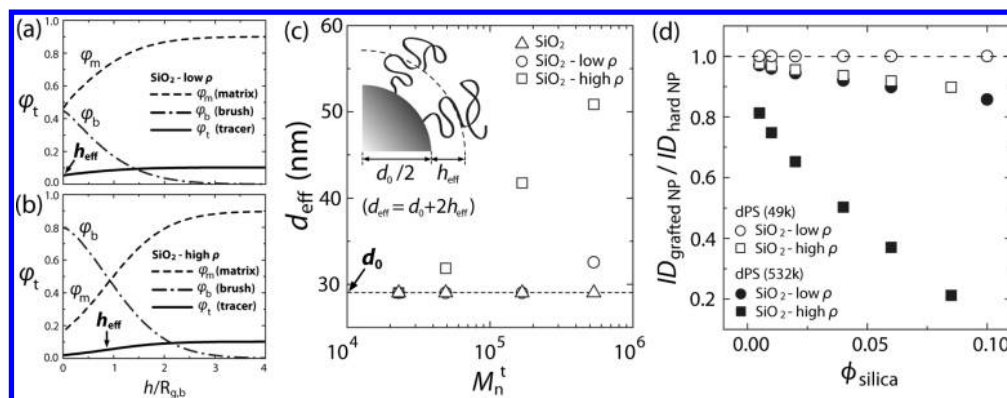 (a)
φt
1.0
0.8
0.6
0.4
0.2
0.0
φm
φb
heff
SiO2 - low ρ
φm (matrix)
φb (brush)
φt (tracer)
(b)
φt
0.8
0.6
0.4
0.2
0.0
φb
φm
heff
SiO2 - high ρ
φm (matrix)
φb (brush)
φt (tracer)
0 1 2 3 4
h/Rg,b
(c)
deff (nm)
60
50
40
30
△ SiO2
○ SiO2 - low ρ
□ SiO2 - high ρ
d0/2 heff
(deff = d0+2heff)
d0
10^4 10^5 10^6
Mn^t
(d)
IDgrafted NP / IDhard NP
1.0
0.8
0.6
0.4
0.2
dPS (49k)
○ SiO2 - low ρ
□ SiO2 - high ρ
dPS (532k)
● SiO2 - low ρ
■ SiO2 - high ρ
0.00 0.05 0.10
ϕsilica